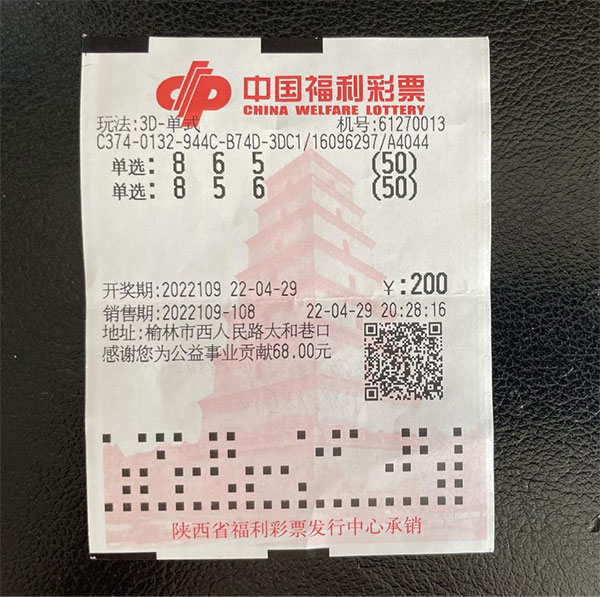 中国福利彩票
CHINA WELFARE LOTTERY
玩法:3D-单式 机号:61270013
C374-0132-944C-B74D-3DC1/16096297/A4044
单选: 8 6 5 (50)
单选: 8 5 6 (50)
开奖期:2022109 22-04-29 ¥:200
销售期:2022109-108 22-04-29 20:28:16
地址:榆林市西人民路太和巷口
感谢您为公益事业贡献68.00元
陕西省福利彩票发行中心承销